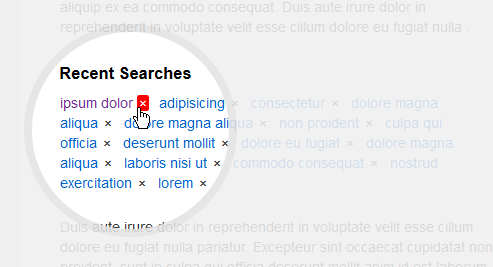 aliquip ex ea commodo consequat. Duis aute irure dolor in
reprehenderit in voluptate velit esse cillum dolore eu fugiat nulla .
Recent Searches
ipsum dolor × adipisicing × consectetur × dolore magna
aliqua × dolore magna aliqua × non proident × culpa qui
officia × deserunt mollit × dolore eu fugiat × dolore magna
aliqua × laboris nisi ut × commodo consequat × nostrud
exercitation × lorem ×
Duis aute irure dolor in reprehenderit in voluptate velit esse cillum
dolore eu fugiat nulla pariatur. Excepteur sint occaecat cupidatat non
proident, sunt in culpa qui officia deserunt mollit anim id est laborum